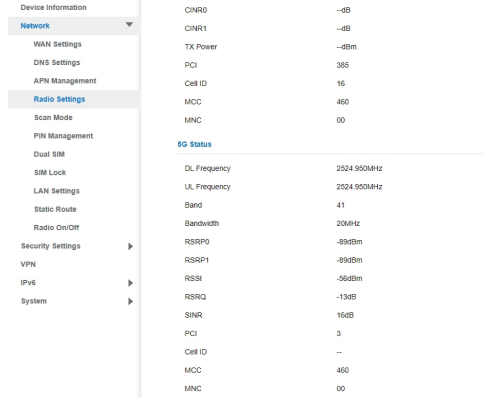 Device Information
Network
WAN Settings
DNS Settings
APN Management
Radio Settings
Scan Mode
PIN Management
Dual SIM
SIM Lock
LAN Settings
Static Route
Radio On/Off
Security Settings
VPN
IPv6
System
CINR0 --dB
CINR1 --dB
TX Power --dBm
PCI 385
Cell ID 16
MCC 460
MNC 00
5G Status
DL Frequency 2524.950MHz
UL Frequency 2524.950MHz
Band 41
Bandwidth 20MHz
RSRP0 -89dBm
RSRP1 -89dBm
RSSI -56dBm
RSRQ -13dB
SINR 16dB
PCI 3
Cell ID --
MCC 460
MNC 00